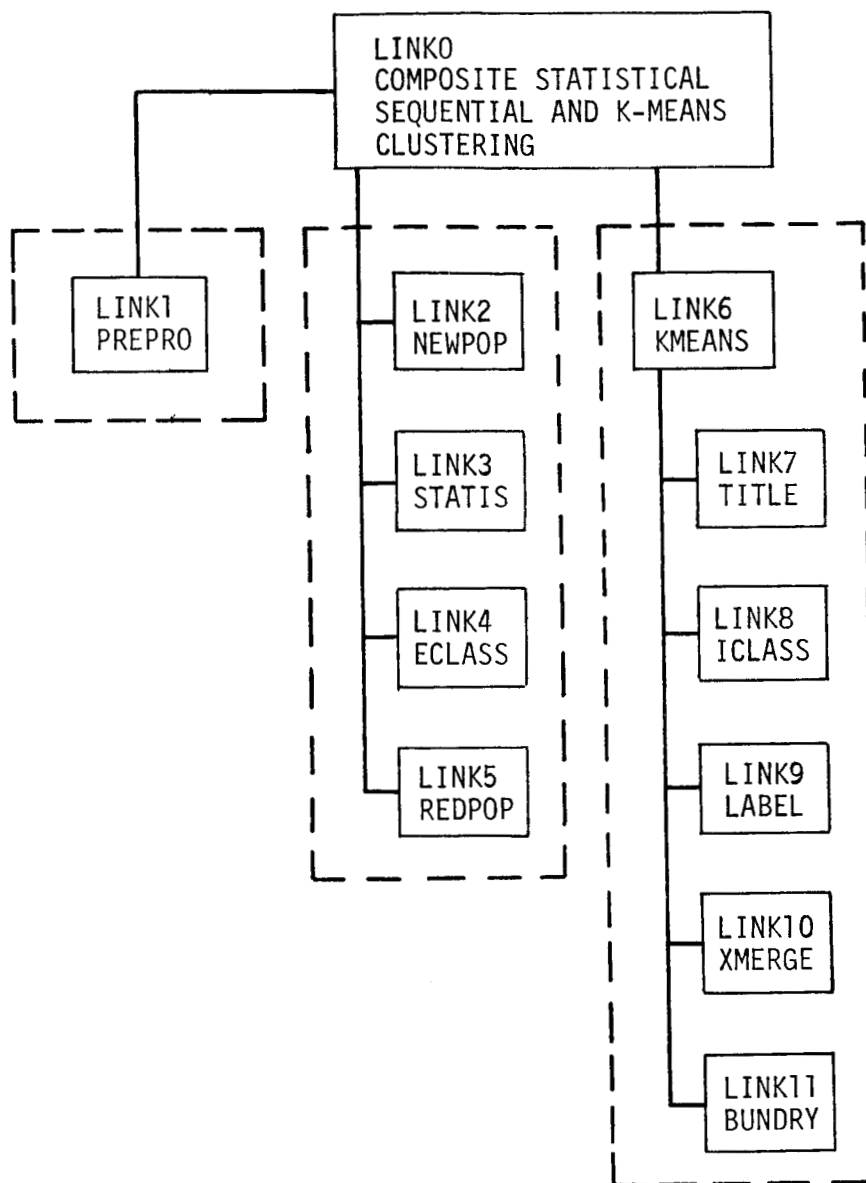 LINK0
COMPOSITE STATISTICAL
SEQUENTIAL AND K-MEANS
CLUSTERING
LINK1
PREPRO
LINK2
NEWPOP
LINK3
STATIS
LINK4
ECLASS
LINK5
REDPOP
LINK6
KMEANS
LINK7
TITLE
LINK8
ICLASS
LINK9
LABEL
LINK10
XMERGE
LINK11
BUNDRY